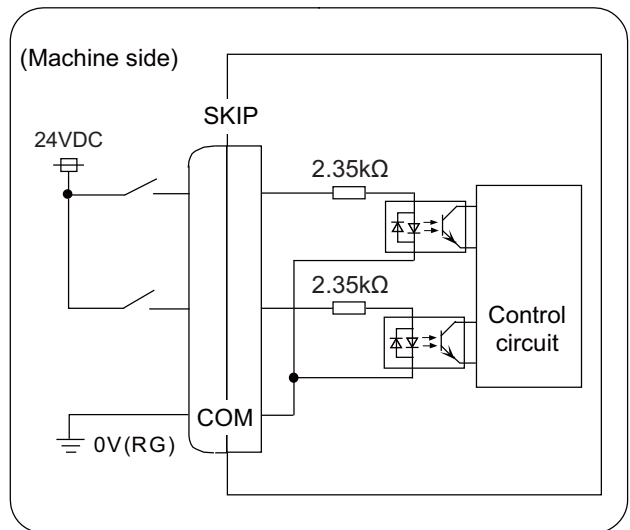 (Machine side)
SKIP
24VDC
2.35kΩ
2.35kΩ
Control
circuit
COM
0V(RG)